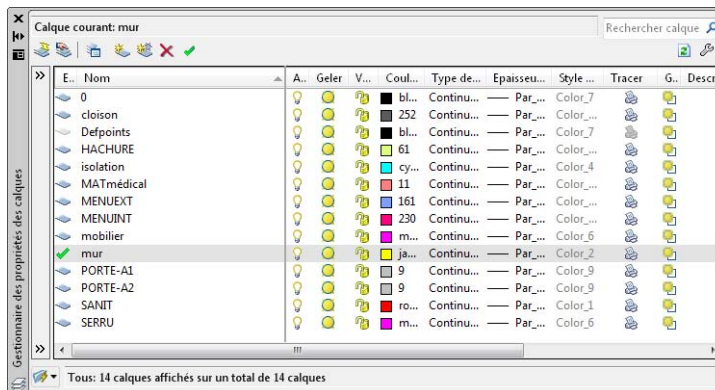 Calque courant: mur
Rechercher calque
E.. Nom A.. Geler V... Coul... Type de... Epaisseu... Style ... Tracer G.. Descr
0 bl... Continu... Par_... Color_7
cloison 252 Continu... Par_... Color_...
Defpoints bl... Continu... Par_... Color_7
HACHURE 61 Continu... Par_... Color_...
isolation cy... Continu... Par_... Color_4
MATmédical 11 Continu... Par_... Color_...
MENUEXT 161 Continu... Par_... Color_...
MENUINT 230 Continu... Par_... Color_...
mobilier m... Continu... Par_... Color_6
mur ja... Continu... Par_... Color_2
PORTE-A1 9 Continu... Par_... Color_9
PORTE-A2 9 Continu... Par_... Color_9
SANIT ro... Continu... Par_... Color_1
SERRU m... Continu... Par_... Color_6
Gestionnaire des propriétés des calques
Tous: 14 calques affichés sur un total de 14 calques